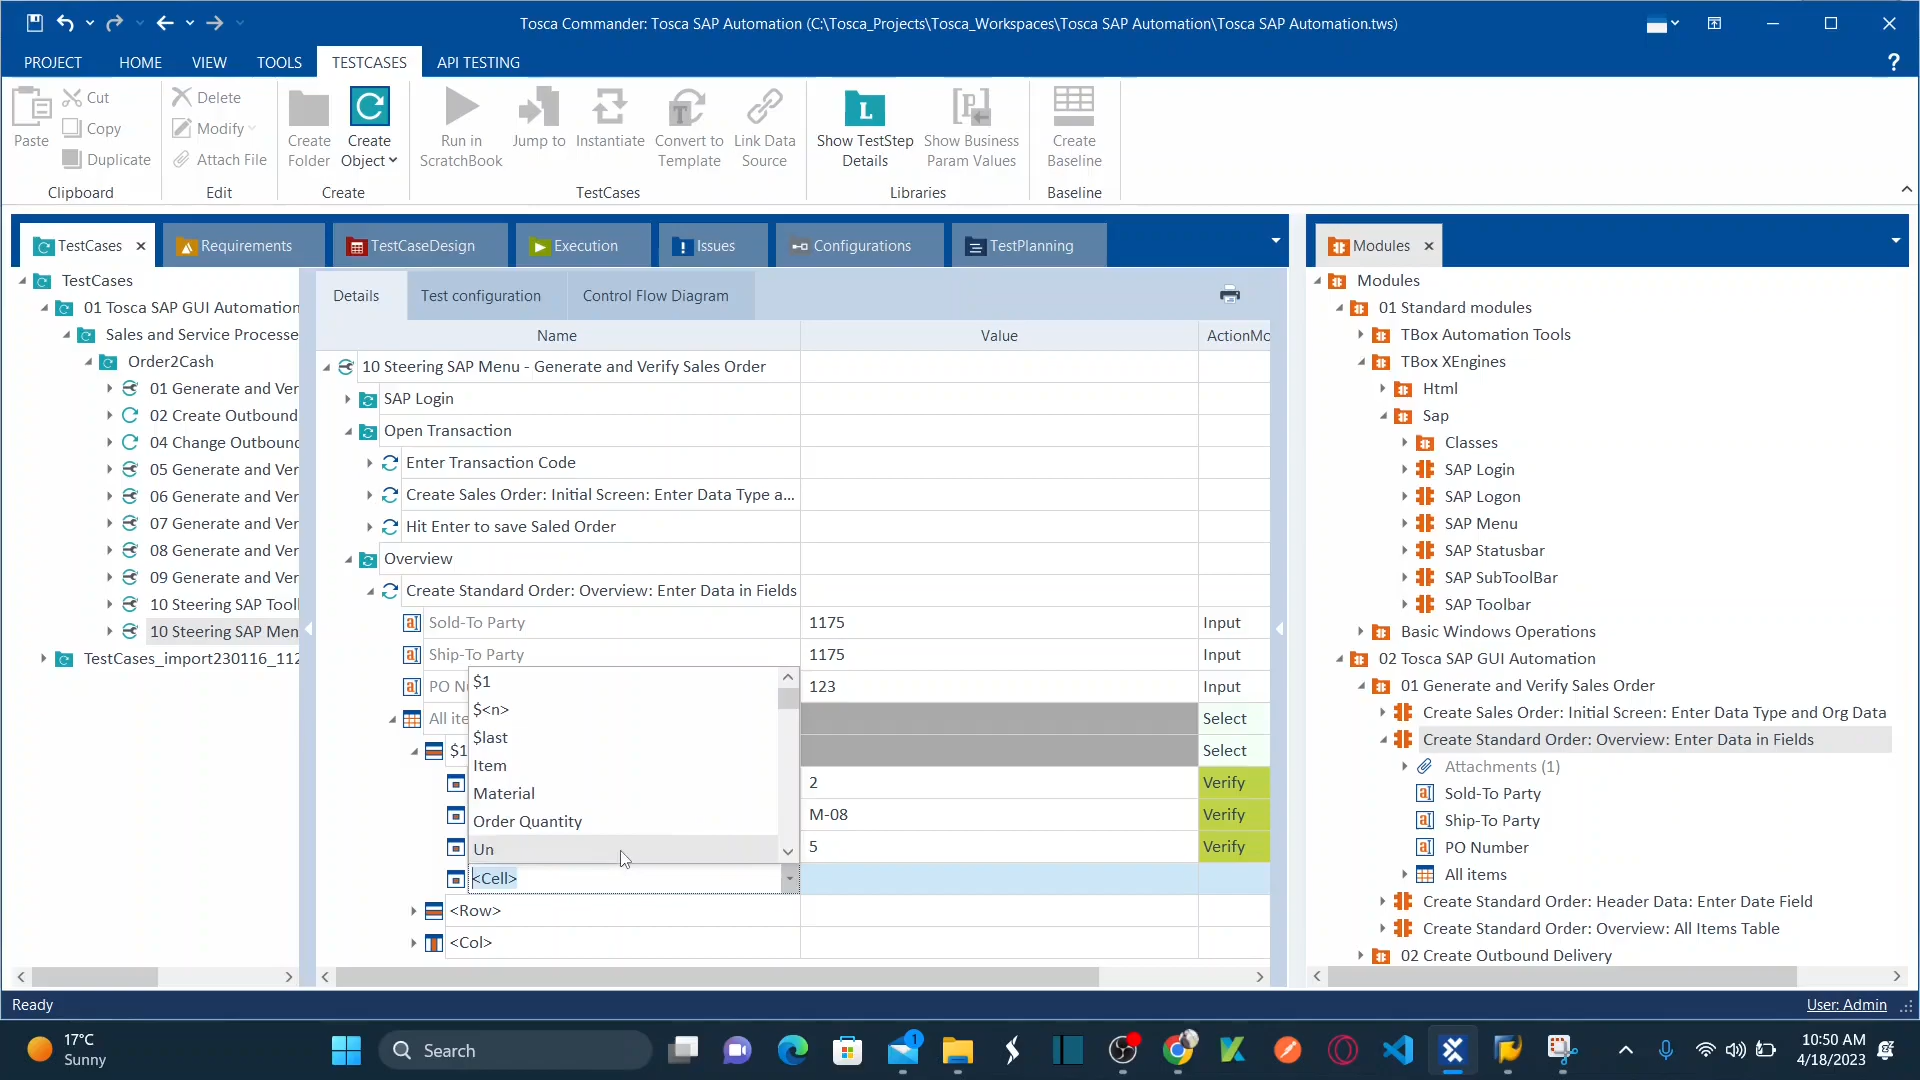 Tosca Commander: Tosca SAP Automation (C:\Tosca_Projects\Tosca_Workspaces\Tosca SAP Automation\Tosca SAP Automation.tws)
PROJECT HOME VIEW TOOLS TESTCASES API TESTING ?
Paste
Cut
Copy
Duplicate
Clipboard
Delete
Modify
Attach File
Edit
Create Folder
Create Object
Create
Run in ScratchBook
Jump to
Instantiate
Convert to Template
Link Data Source
TestCases
Show TestStep Details
Show Business Param Values
Libraries
Create Baseline
Baseline
TestCases Requirements TestCaseDesign Execution Issues Configurations TestPlanning
TestCases
01 Tosca SAP GUI Automation
Sales and Service Processe
Order2Cash
01 Generate and Ver
02 Create Outbound
04 Change Outbound
05 Generate and Ver
06 Generate and Ver
07 Generate and Ver
08 Generate and Ver
09 Generate and Ver
10 Steering SAP Tool
10 Steering SAP Men
TestCases_import230116_112
Details Test configuration Control Flow Diagram
Name Value ActionMo
10 Steering SAP Menu - Generate and Verify Sales Order
SAP Login
Open Transaction
Enter Transaction Code
Create Sales Order: Initial Screen: Enter Data Type a...
Hit Enter to save Saled Order
Overview
Create Standard Order: Overview: Enter Data in Fields
Sold-To Party 1175 Input
Ship-To Party 1175 Input
PO N 123 Input
All ite Select
$1 Select
2 Verify
M-08 Verify
5 Verify
$1
$<n>
$last
Item
Material
Order Quantity
Un
<Cell>
<Row>
<Col>
Modules
Modules
01 Standard modules
TBox Automation Tools
TBox XEngines
Html
Sap
Classes
SAP Login
SAP Logon
SAP Menu
SAP Statusbar
SAP SubToolBar
SAP Toolbar
Basic Windows Operations
02 Tosca SAP GUI Automation
01 Generate and Verify Sales Order
Create Sales Order: Initial Screen: Enter Data Type and Org Data
Create Standard Order: Overview: Enter Data in Fields
Attachments (1)
Sold-To Party
Ship-To Party
PO Number
All items
Create Standard Order: Header Data: Enter Date Field
Create Standard Order: Overview: All Items Table
02 Create Outbound Delivery
Ready User: Admin
17°C
Sunny
Search
1
10:50 AM
4/18/2023